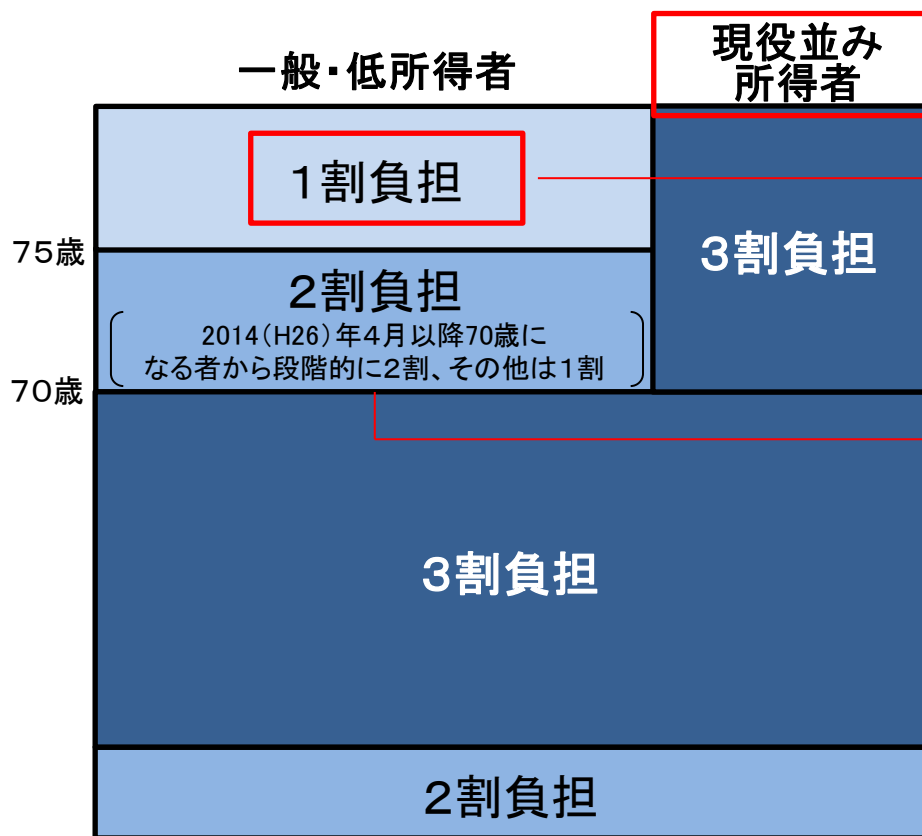 一般・低所得者
現役並み
所得者
１割負担
75歳
３割負担
２割負担
2014（H26）年４月以降70歳に
なる者から段階的に２割、その他は１割
70歳
３割負担
２割負担